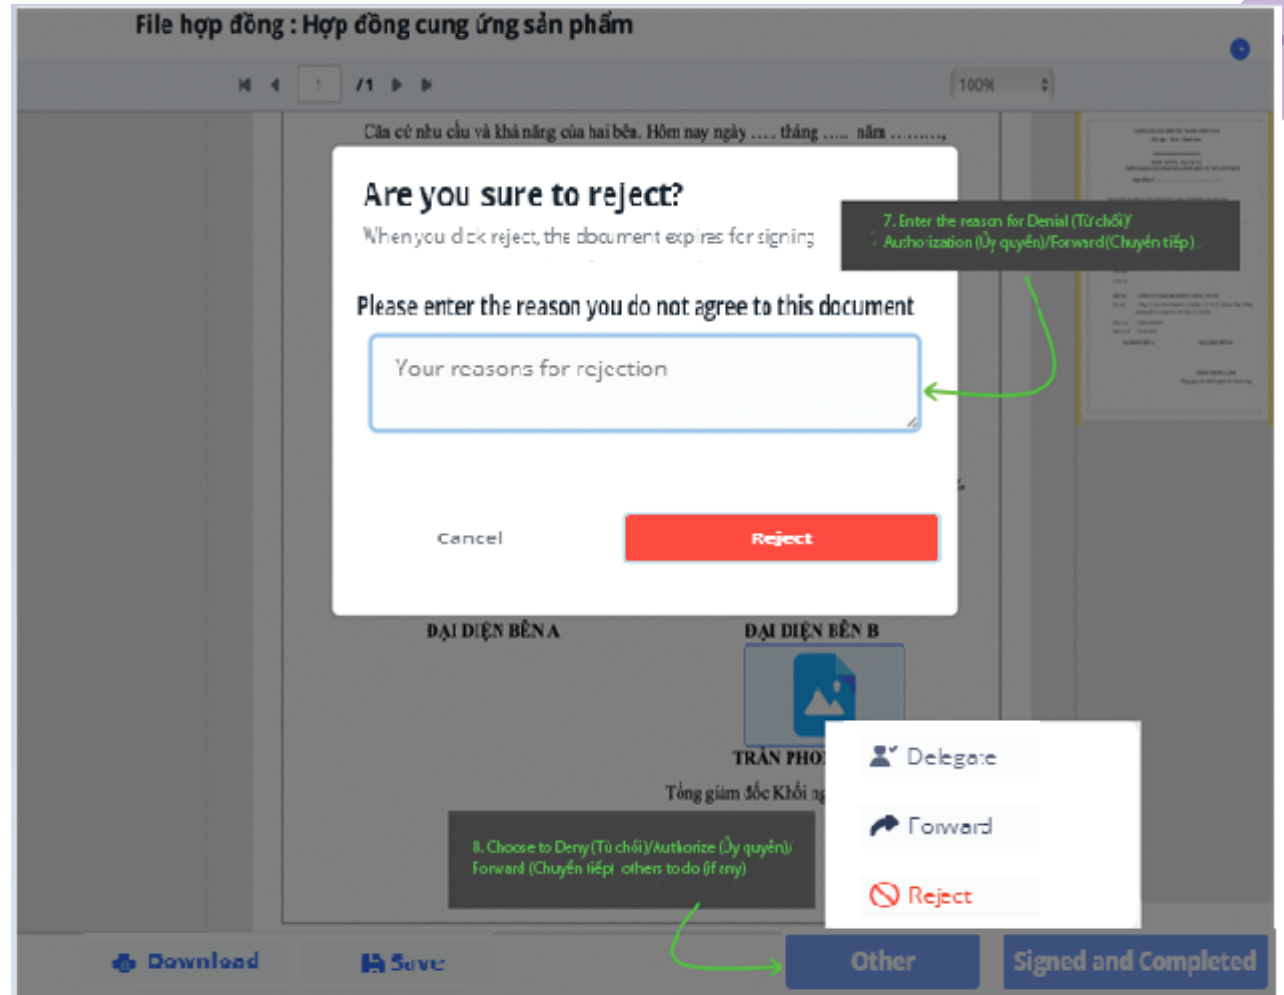 File hợp đồng : Hợp đồng cung ứng sản phẩm
1 /1
100%
Căn cứ nhu cầu và khả năng của hai bên. Hôm nay ngày ..... tháng ..... năm .........,
Are you sure to reject?
When you click reject, the document expires for signing
7. Enter the reason for Denial (Từ chối)/
Authorization (Ủy quyền)/Forward (Chuyển tiếp)
Please enter the reason you do not agree to this document
Your reasons for rejection
Cancel
Reject
ĐẠI DIỆN BÊN A
ĐẠI DIỆN BÊN B
TRẦN PHO
Tổng giám đốc Khối ng
Delegate
Forward
Reject
8. Choose to Deny (Từ chối)/Authorize (Ủy quyền)/
Forward (Chuyển tiếp) others to do (if any)
Download
Save
Other
Signed and Completed